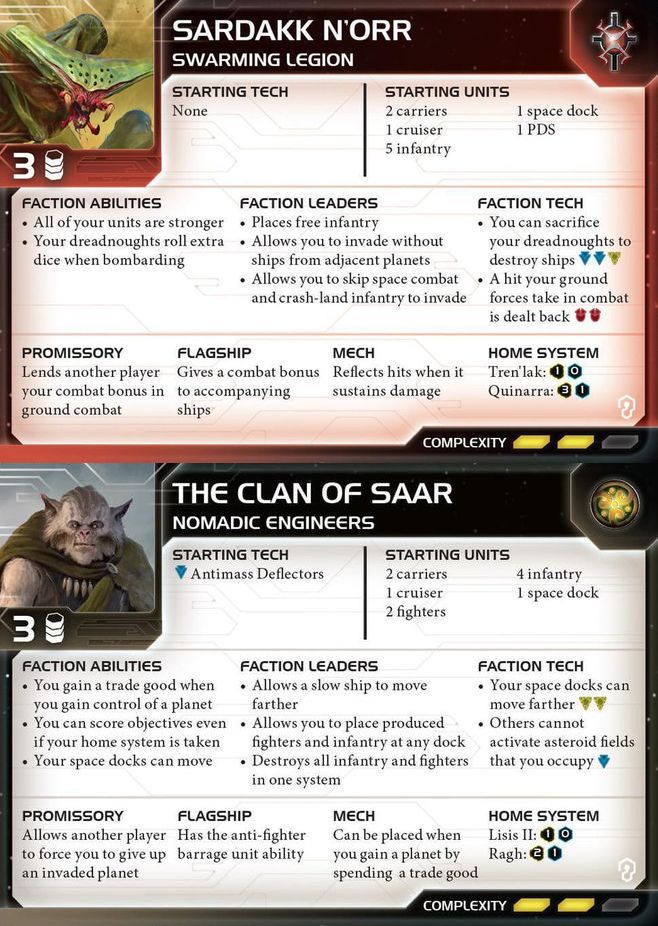 SARDAKK N'ORR
SWARMING LEGION
STARTING TECH
None
STARTING UNITS
2 carriers
1 cruiser
5 infantry
1 space dock
1 PDS
3
FACTION ABILITIES
• All of your units are stronger
• Your dreadnoughts roll extra
dice when bombarding
FACTION LEADERS
• Places free infantry
• Allows you to invade without
ships from adjacent planets
• Allows you to skip space combat
and crash-land infantry to invade
FACTION TECH
• You can sacrifice
your dreadnoughts to
destroy ships
• A hit your ground
forces take in combat
is dealt back
PROMISSORY
Lends another player
your combat bonus in
ground combat
FLAGSHIP
Gives a combat bonus
to accompanying
ships
MECH
Reflects hits when it
sustains damage
HOME SYSTEM
Tren'lak: 1 0
Quinarra: 3 1
COMPLEXITY
THE CLAN OF SAAR
NOMADIC ENGINEERS
STARTING TECH
Antimass Deflectors
STARTING UNITS
2 carriers
1 cruiser
2 fighters
4 infantry
1 space dock
3
FACTION ABILITIES
• You gain a trade good when
you gain control of a planet
• You can score objectives even
if your home system is taken
• Your space docks can move
FACTION LEADERS
• Allows a slow ship to move
farther
• Allows you to place produced
fighters and infantry at any dock
• Destroys all infantry and fighters
in one system
FACTION TECH
• Your space docks can
move farther
• Others cannot
activate asteroid fields
that you occupy
PROMISSORY
Allows another player
to force you to give up
an invaded planet
FLAGSHIP
Has the anti-fighter
barrage unit ability
MECH
Can be placed when
you gain a planet by
spending a trade good
HOME SYSTEM
Lisis II: 1 0
Ragh: 2 1
COMPLEXITY